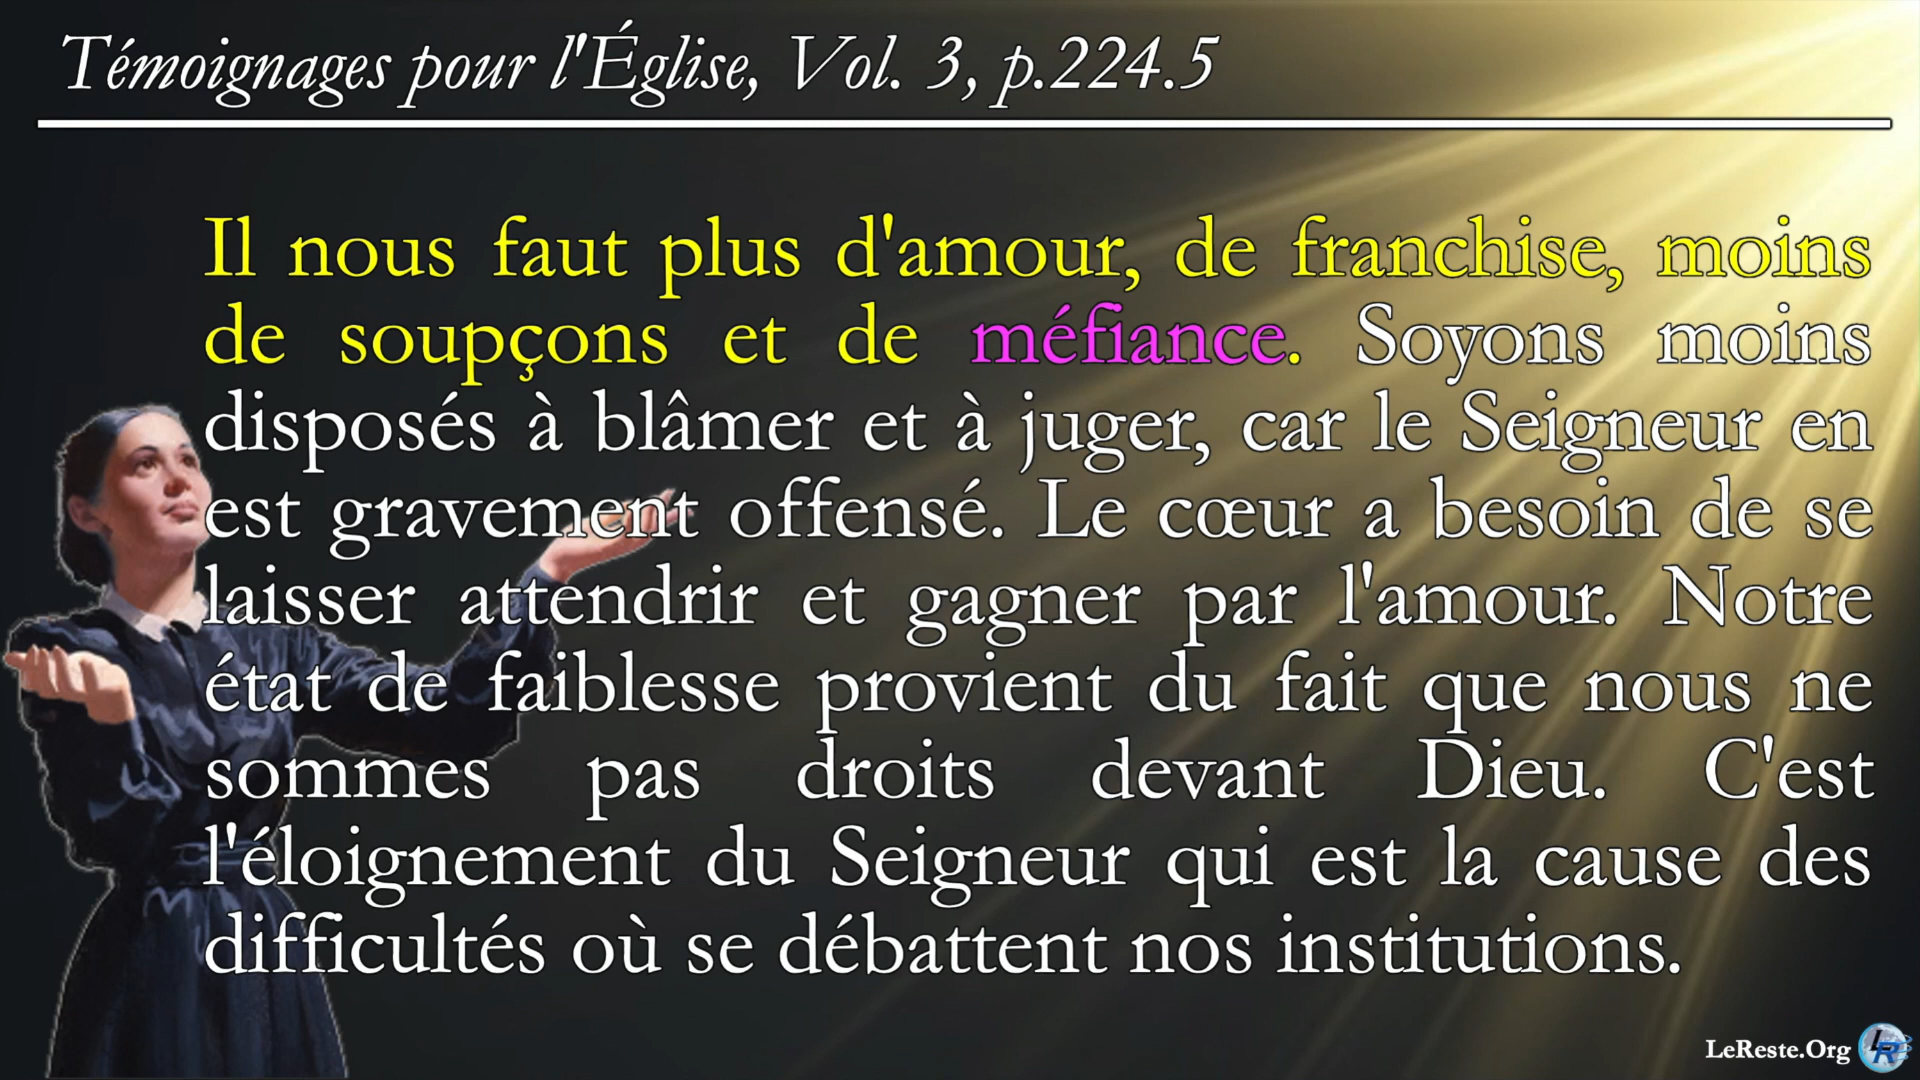 Témoignages pour l'Église, Vol. 3, p.224.5
Il nous faut plus d'amour, de franchise, moins
de soupçons et de méfiance. Soyons moins
disposés à blâmer et à juger, car le Seigneur en
est gravement offensé. Le cœur a besoin de se
laisser attendrir et gagner par l'amour. Notre
état de faiblesse provient du fait que nous ne
sommes pas droits devant Dieu. C'est
l'éloignement du Seigneur qui est la cause des
difficultés où se débattent nos institutions.
LeReste.Org LR